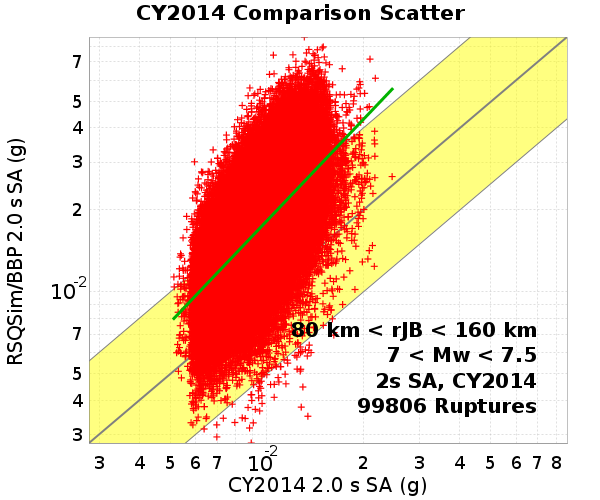 CY2014 Comparison Scatter
RSQSim/BBP 2.0 s SA (g)
7
5
4
3
2
10-2
7
5
4
3
80 km < rJB < 160 km
7 < Mw < 7.5
2s SA, CY2014
99806 Ruptures
3 4 5 6 7 10-2 2 3 4 5 6 7 8
CY2014 2.0 s SA (g)